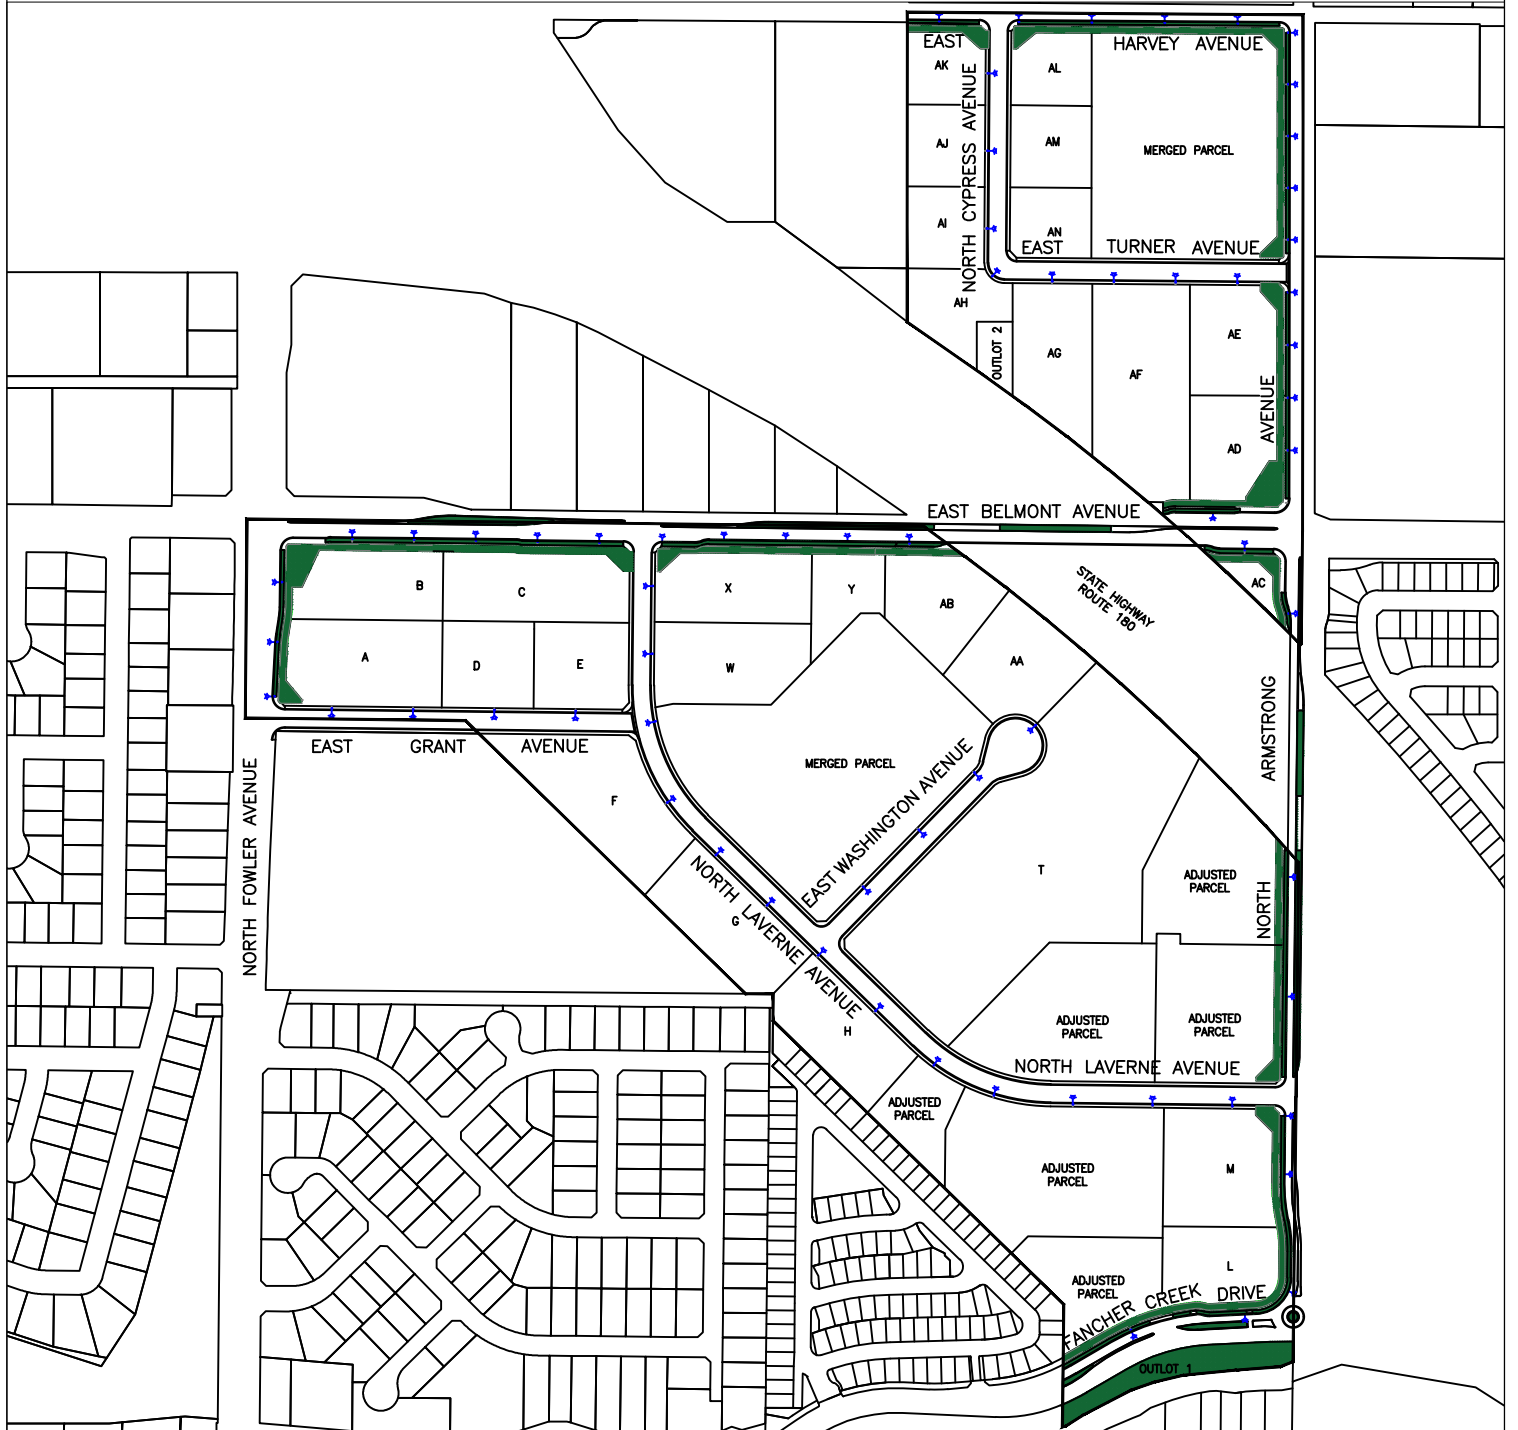 EAST HARVEY AVENUE
AK
AL
NORTH CYPRESS AVENUE
AJ
AM
MERGED PARCEL
AI
AN
EAST TURNER AVENUE
AH
OUTLOT 2
AG
AF
AE
AD
AVENUE
EAST BELMONT AVENUE
B
C
X
Y
AB
STATE HIGHWAY
ROUTE 180
AC
A
D
E
W
AA
ARMSTRONG
EAST GRANT AVENUE
MERGED PARCEL
EAST WASHINGTON AVENUE
NORTH FOWLER AVENUE
F
T
ADJUSTED
PARCEL
NORTH
G
NORTH LAVERNE AVENUE
H
ADJUSTED
PARCEL
ADJUSTED
PARCEL
NORTH LAVERNE AVENUE
ADJUSTED
PARCEL
ADJUSTED
PARCEL
M
L
ADJUSTED
PARCEL
FANCHER CREEK DRIVE
OUTLOT 1